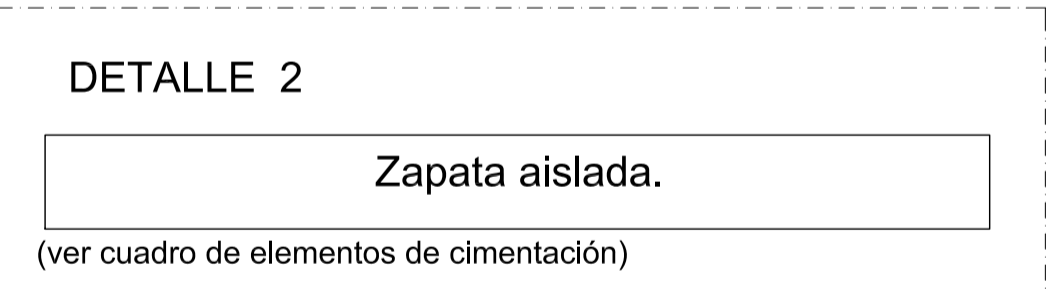 DETALLE 2
Zapata aislada.
(ver cuadro de elementos de cimentación)